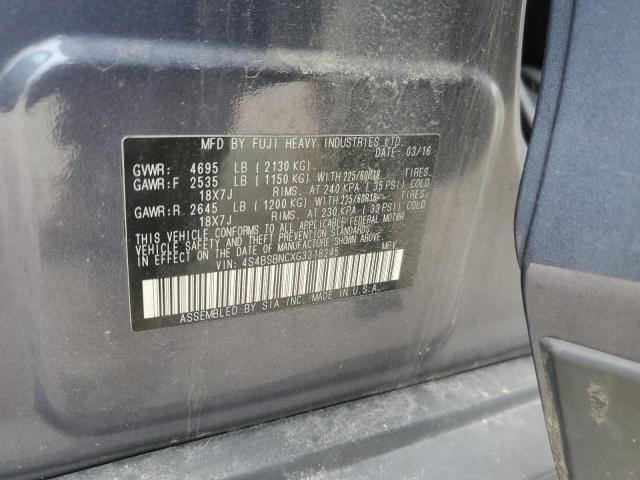 MFD BY FUJI HEAVY INDUSTRIES LTD.
DATE: 03/16
GVWR: 4695 LB ( 2130 KG)
GAWR:F 2535 LB ( 1150 KG) WITH 225/60R18 TIRES.
18X7J RIMS. AT 240 KPA ( 35 PSI) COLD
GAWR:R 2645 LB ( 1200 KG) WITH 225/60R18 TIRES.
18X7J RIMS. AT 230 KPA ( 33 PSI) COLD
THIS VEHICLE CONFORMS TO ALL APPLICABLE FEDERAL MOTOR
VEHICLE SAFETY AND THEFT PREVENTION STANDARDS
IN EFFECT ON THE DATE OF MANUFACTURE SHOWN ABOVE.
VIN: 4S4BSBNCXG3316245 MPV
ASSEMBLED BY SIA INC. MADE IN U.S.A.